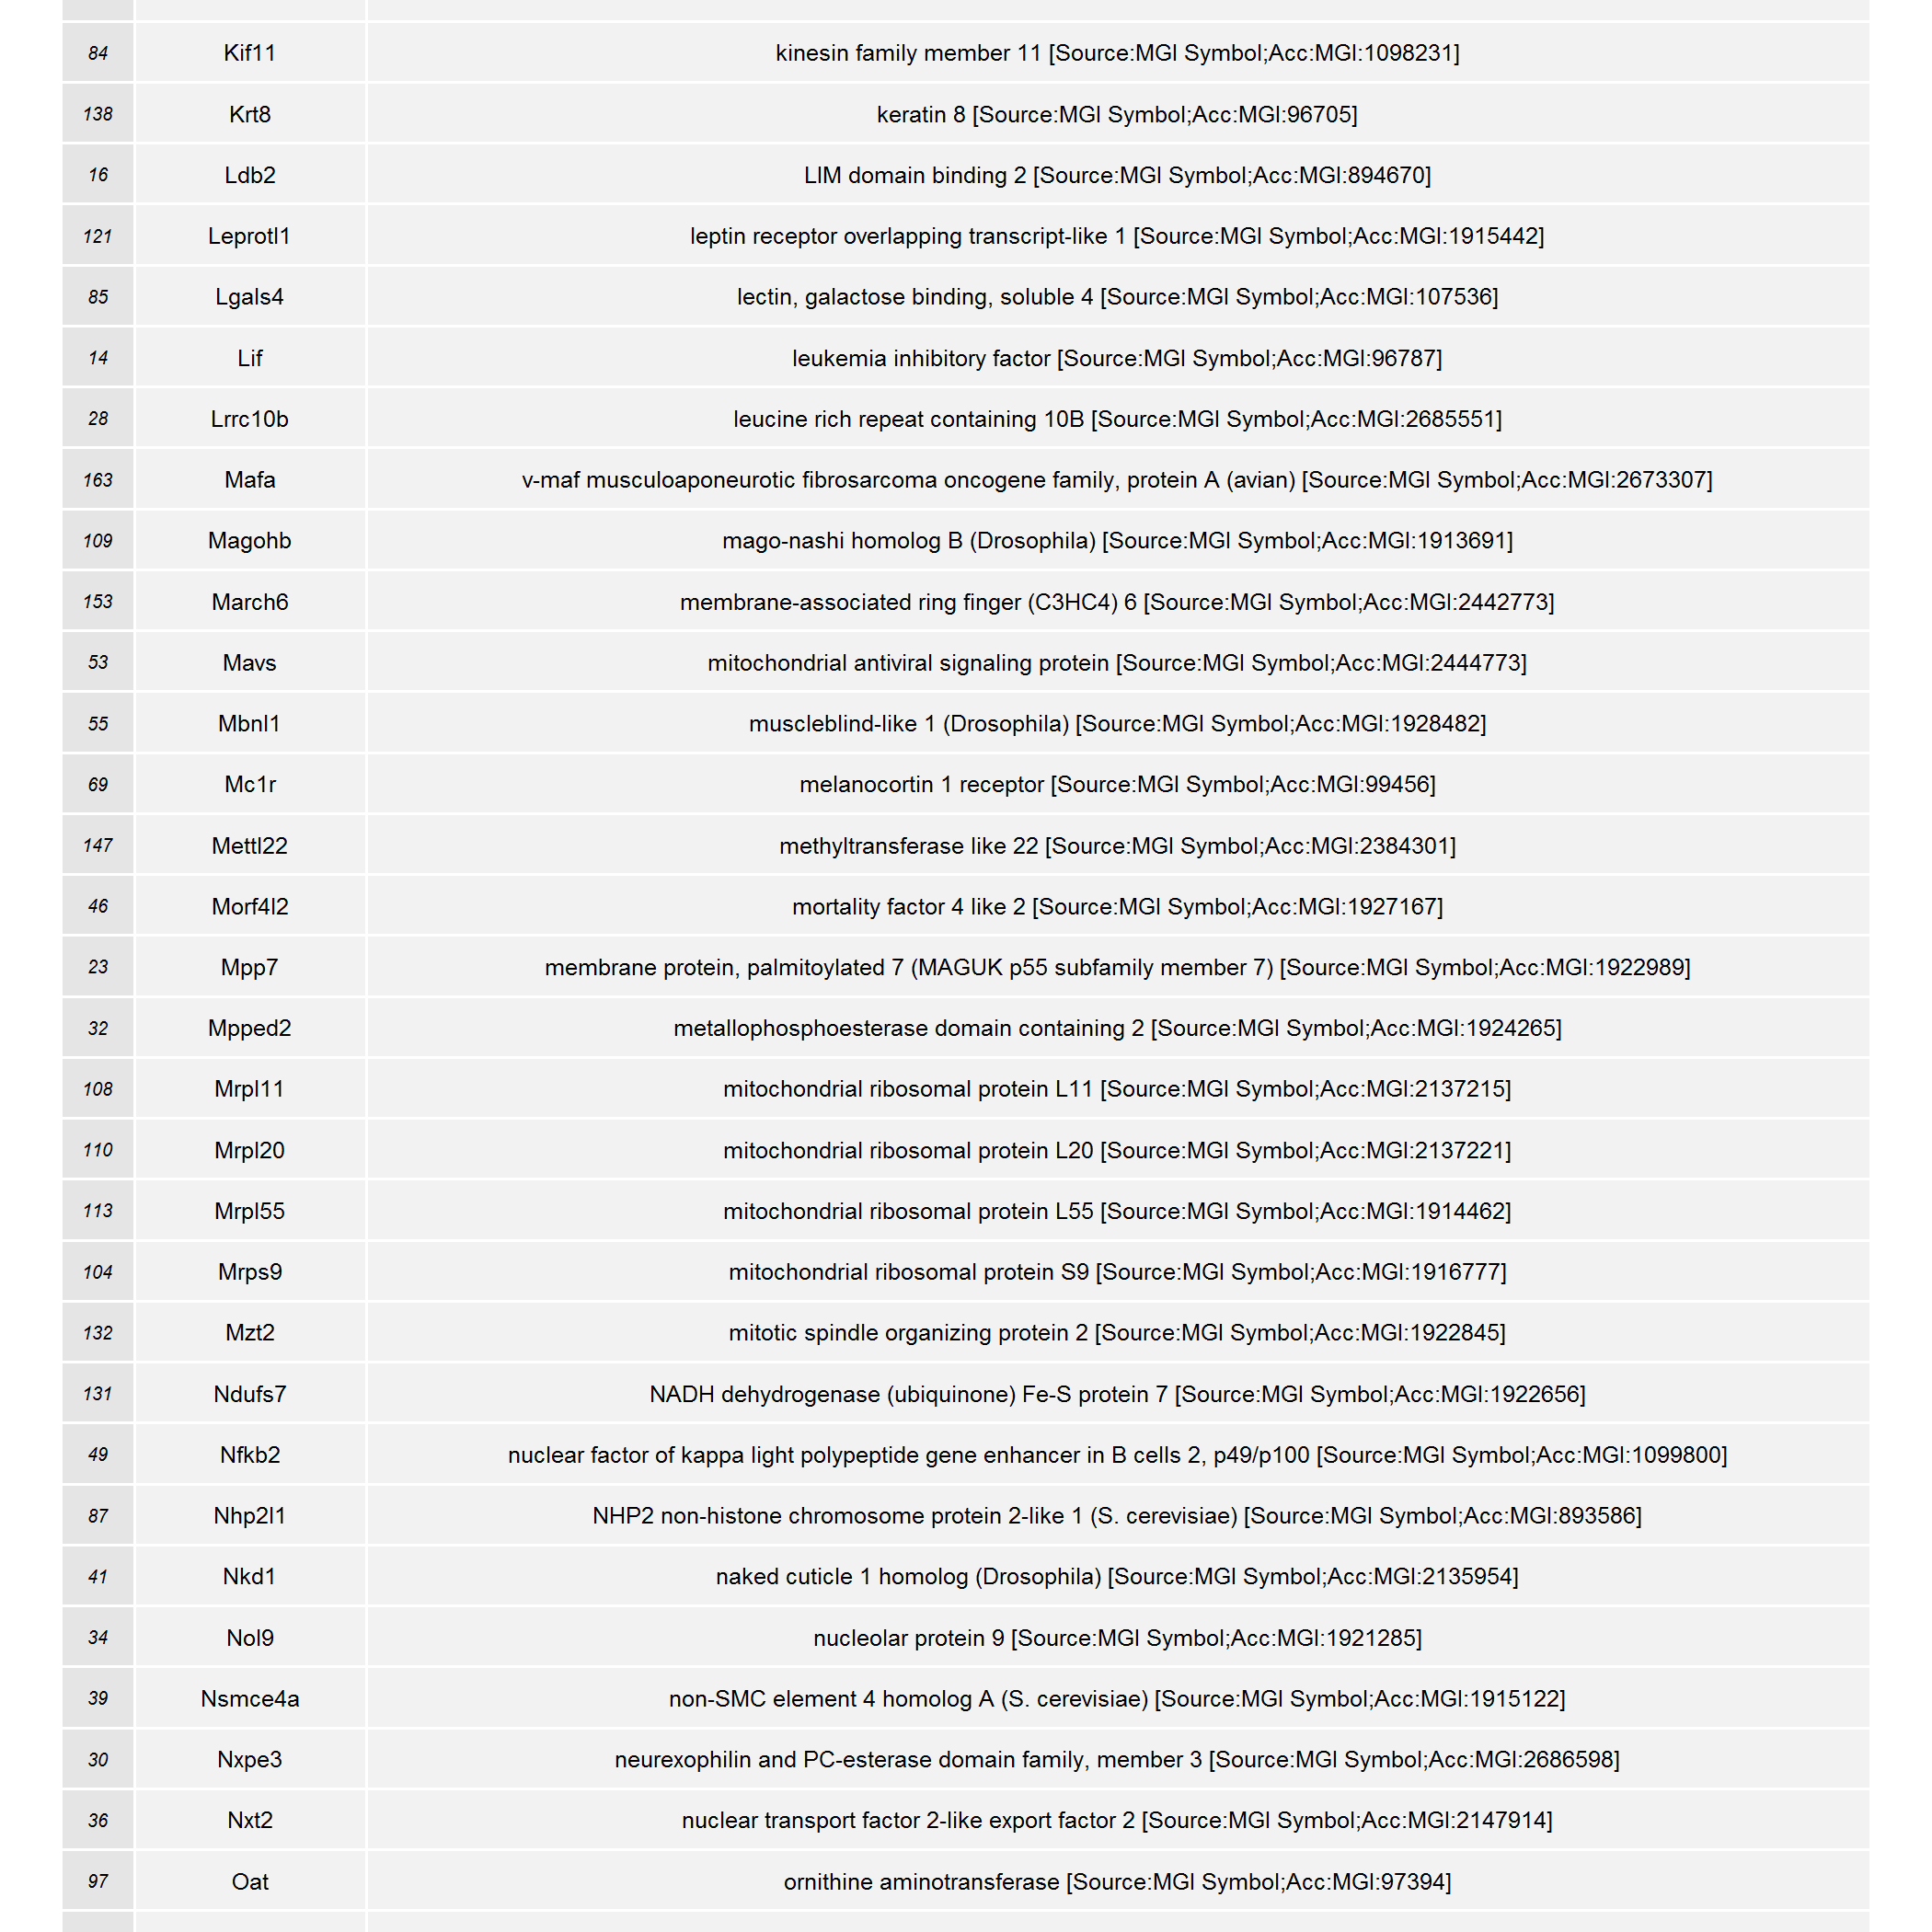 84 Kif11 kinesin family member 11 [Source:MGI Symbol;Acc:MGI:1098231]
138 Krt8 keratin 8 [Source:MGI Symbol;Acc:MGI:96705]
16 Ldb2 LIM domain binding 2 [Source:MGI Symbol;Acc:MGI:894670]
121 Leprotl1 leptin receptor overlapping transcript-like 1 [Source:MGI Symbol;Acc:MGI:1915442]
85 Lgals4 lectin, galactose binding, soluble 4 [Source:MGI Symbol;Acc:MGI:107536]
14 Lif leukemia inhibitory factor [Source:MGI Symbol;Acc:MGI:96787]
28 Lrrc10b leucine rich repeat containing 10B [Source:MGI Symbol;Acc:MGI:2685551]
163 Mafa v-maf musculoaponeurotic fibrosarcoma oncogene family, protein A (avian) [Source:MGI Symbol;Acc:MGI:2673307]
109 Magohb mago-nashi homolog B (Drosophila) [Source:MGI Symbol;Acc:MGI:1913691]
153 March6 membrane-associated ring finger (C3HC4) 6 [Source:MGI Symbol;Acc:MGI:2442773]
53 Mavs mitochondrial antiviral signaling protein [Source:MGI Symbol;Acc:MGI:2444773]
55 Mbnl1 muscleblind-like 1 (Drosophila) [Source:MGI Symbol;Acc:MGI:1928482]
69 Mc1r melanocortin 1 receptor [Source:MGI Symbol;Acc:MGI:99456]
147 Mettl22 methyltransferase like 22 [Source:MGI Symbol;Acc:MGI:2384301]
46 Morf4l2 mortality factor 4 like 2 [Source:MGI Symbol;Acc:MGI:1927167]
23 Mpp7 membrane protein, palmitoylated 7 (MAGUK p55 subfamily member 7) [Source:MGI Symbol;Acc:MGI:1922989]
32 Mpped2 metallophosphoesterase domain containing 2 [Source:MGI Symbol;Acc:MGI:1924265]
108 Mrpl11 mitochondrial ribosomal protein L11 [Source:MGI Symbol;Acc:MGI:2137215]
110 Mrpl20 mitochondrial ribosomal protein L20 [Source:MGI Symbol;Acc:MGI:2137221]
113 Mrpl55 mitochondrial ribosomal protein L55 [Source:MGI Symbol;Acc:MGI:1914462]
104 Mrps9 mitochondrial ribosomal protein S9 [Source:MGI Symbol;Acc:MGI:1916777]
132 Mzt2 mitotic spindle organizing protein 2 [Source:MGI Symbol;Acc:MGI:1922845]
131 Ndufs7 NADH dehydrogenase (ubiquinone) Fe-S protein 7 [Source:MGI Symbol;Acc:MGI:1922656]
49 Nfkb2 nuclear factor of kappa light polypeptide gene enhancer in B cells 2, p49/p100 [Source:MGI Symbol;Acc:MGI:1099800]
87 Nhp2l1 NHP2 non-histone chromosome protein 2-like 1 (S. cerevisiae) [Source:MGI Symbol;Acc:MGI:893586]
41 Nkd1 naked cuticle 1 homolog (Drosophila) [Source:MGI Symbol;Acc:MGI:2135954]
34 Nol9 nucleolar protein 9 [Source:MGI Symbol;Acc:MGI:1921285]
39 Nsmce4a non-SMC element 4 homolog A (S. cerevisiae) [Source:MGI Symbol;Acc:MGI:1915122]
30 Nxpe3 neurexophilin and PC-esterase domain family, member 3 [Source:MGI Symbol;Acc:MGI:2686598]
36 Nxt2 nuclear transport factor 2-like export factor 2 [Source:MGI Symbol;Acc:MGI:2147914]
97 Oat ornithine aminotransferase [Source:MGI Symbol;Acc:MGI:97394]